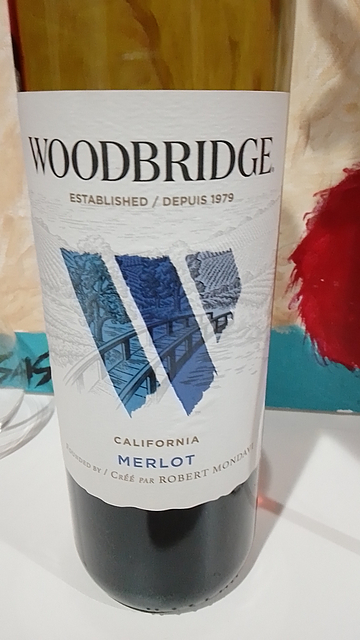 WOODBRIDGE
ESTABLISHED / DEPUIS 1979
CALIFORNIA
MERLOT
FOUNDED BY / CRÉÉ PAR ROBERT MONDAVI